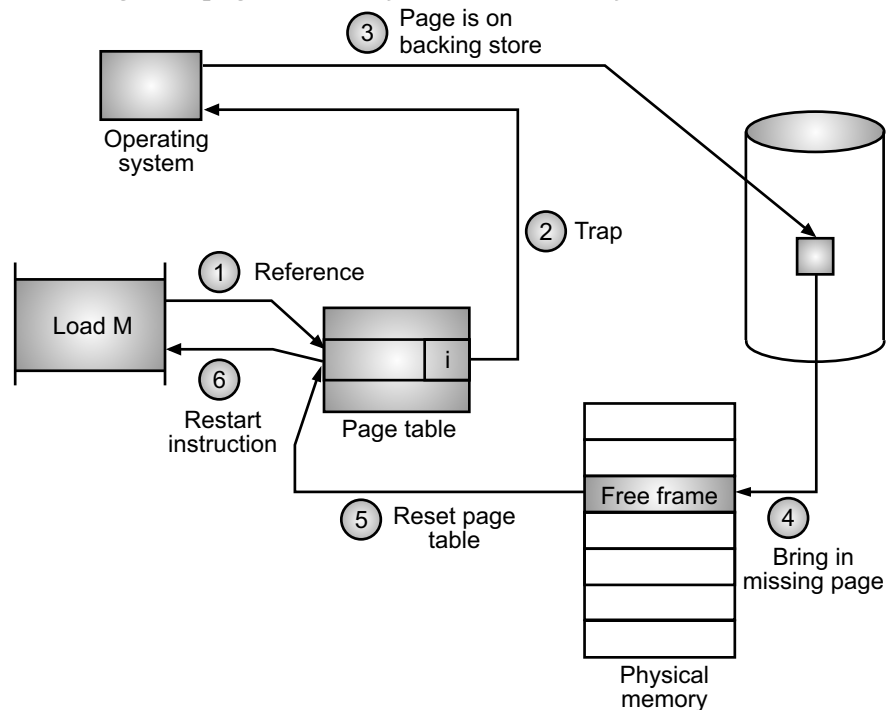 3
Page is on
backing store
Operating
system
2
Trap
1
Reference
Load M
i
6
Restart
instruction
Page table
Free frame
5
Reset page
table
4
Bring in
missing page
Physical
memory